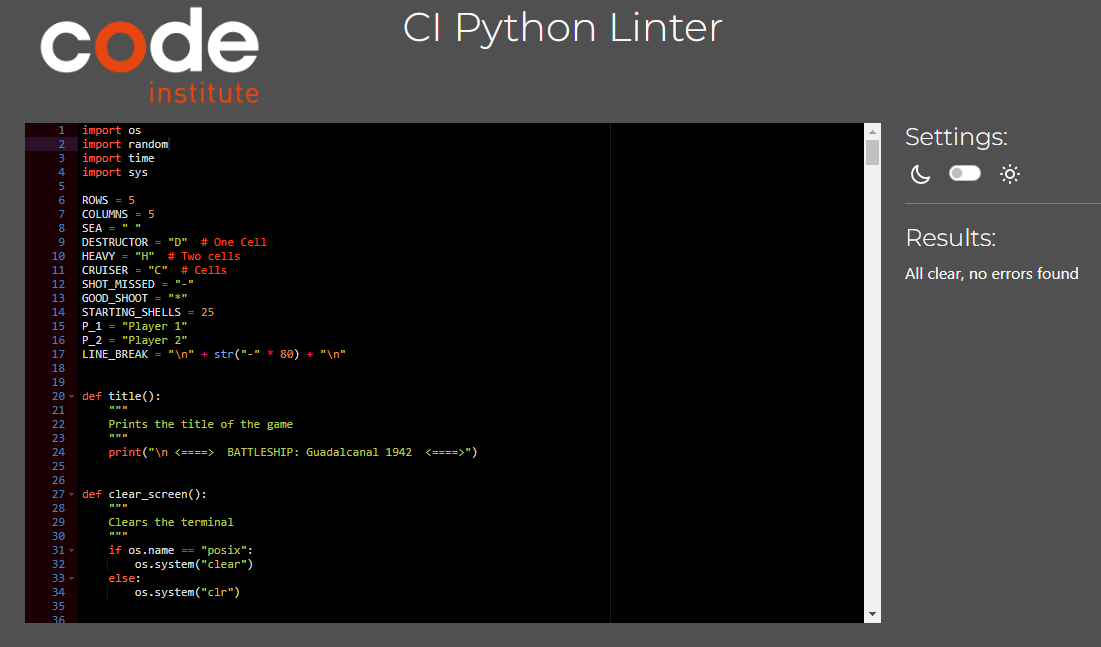 code
institute
CI Python Linter
1 import os
2 import random
3 import time
4 import sys
5
6 ROWS = 5
7 COLUMNS = 5
8 SEA = " "
9 DESTRUCTOR = "D"  # One Cell
10 HEAVY = "H"  # Two cells
11 CRUISER = "C"  # Cells
12 SHOT_MISSED = "-"
13 GOOD_SHOOT = "*"
14 STARTING_SHELLS = 25
15 P_1 = "Player 1"
16 P_2 = "Player 2"
17 LINE_BREAK = "\n" + str("-" * 80) + "\n"
18
19
20 def title():
21     """
22     Prints the title of the game
23     """
24     print("\n <====>  BATTLESHIP: Guadalcanal 1942  <====>")
25
26
27 def clear_screen():
28     """
29     Clears the terminal
30     """
31     if os.name == "posix":
32         os.system("clear")
33     else:
34         os.system("clr")
35
36
Settings:
Results:
All clear, no errors found